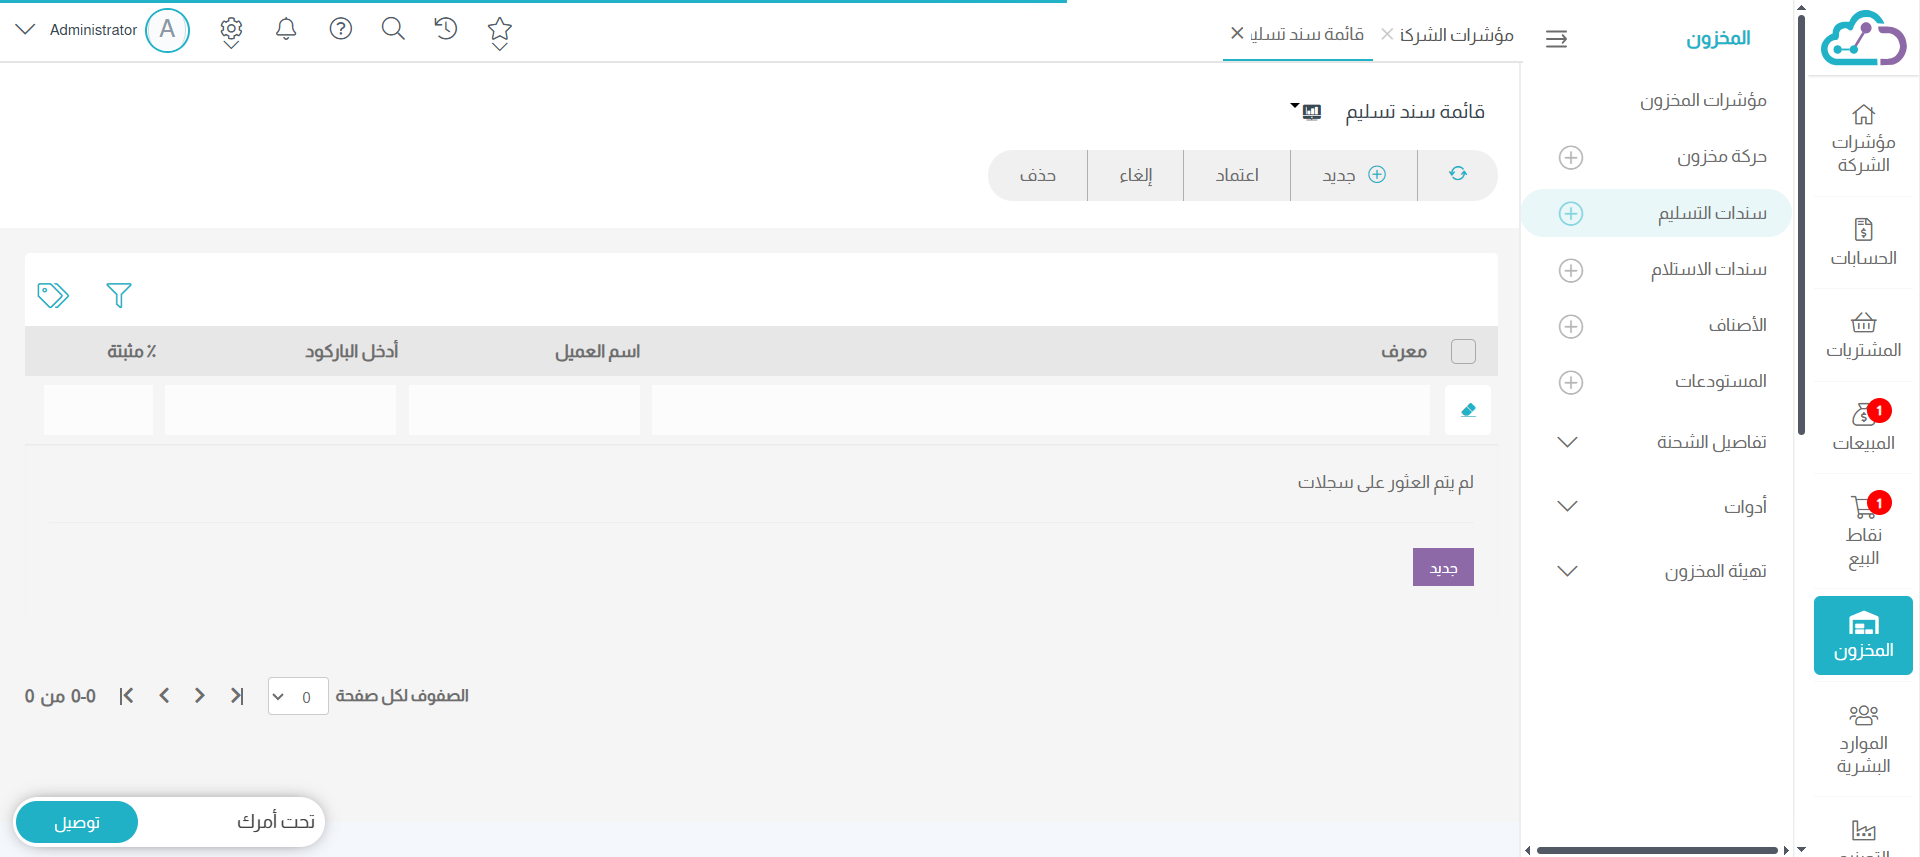 المخزون
مؤشرات الشركة
قائمة سند تسليم
Administrator
A
مؤشرات
الشركة
الحسابات
المشتريات
1
المبيعات
1
نقاط
البيع
المخزون
الموارد
البشرية
مؤشرات المخزون
حركة مخزون
سندات التسليم
سندات الاستلام
الأصناف
المستودعات
تفاصيل الشحنة
أدوات
تهيئة المخزون
قائمة سند تسليم
جديد
اعتماد
إلغاء
حذف
معرف
اسم العميل
أدخل الباركود
٪ مثبتة
لم يتم العثور على سجلات
جديد
الصفوف لكل صفحة
0
0-0 من 0
تحت أمرك
توصيل